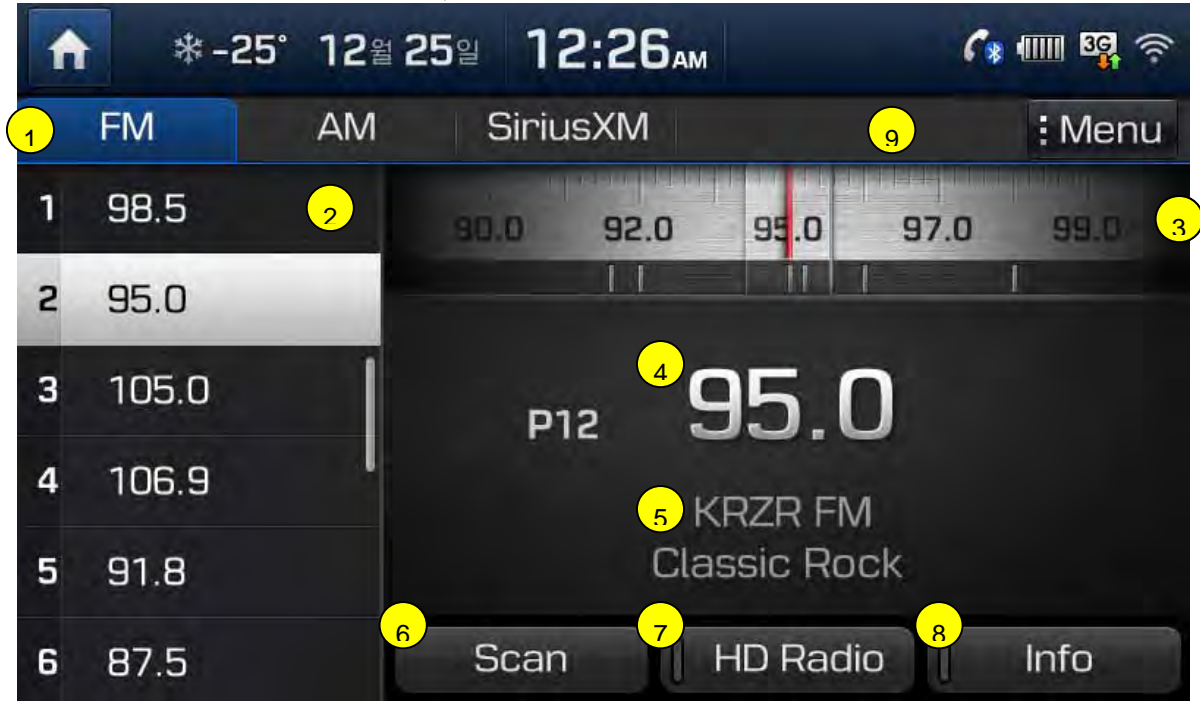 -25° 12월 25일 12:26 AM 3G
1 FM AM SiriusXM 9 Menu
1 98.5 2
90.0 92.0 95.0 97.0 99.0 3
2 95.0
3 105.0
4 106.9
5 91.8
6 87.5
4
P12 95.0
5 KRZR FM
Classic Rock
6 Scan 7 HD Radio 8 Info